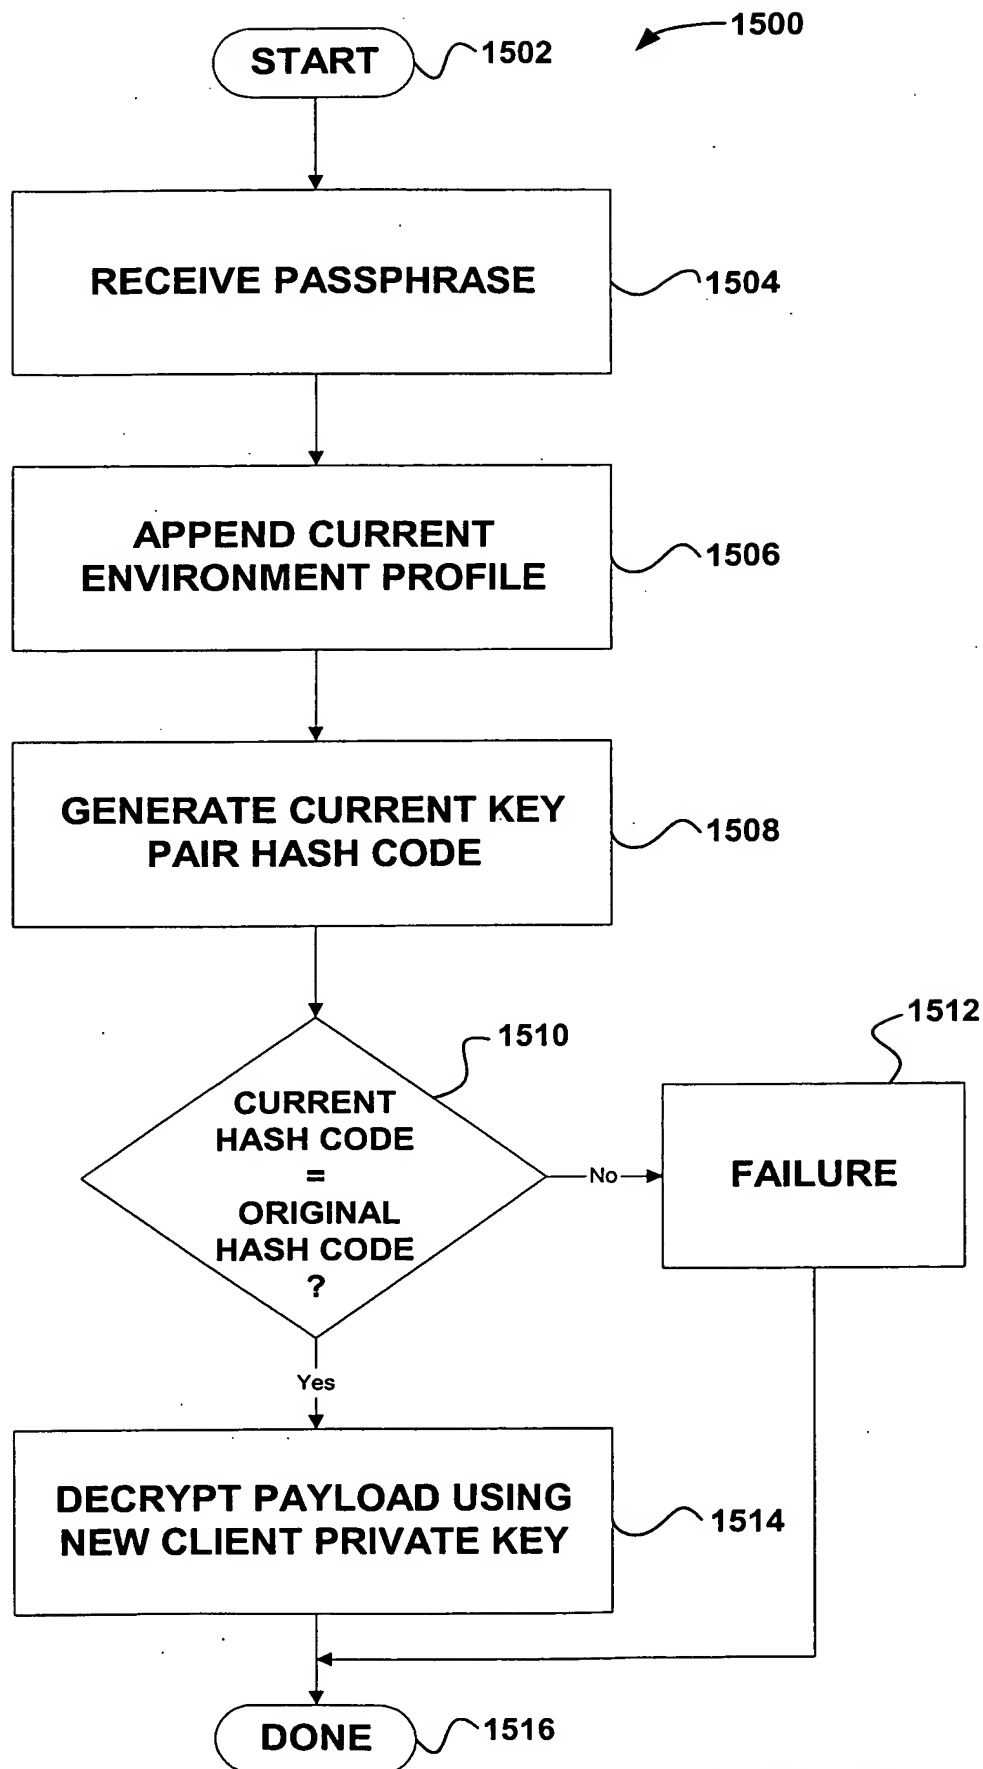 1500
START
1502
RECEIVE PASSPHRASE
1504
APPEND CURRENT
ENVIRONMENT PROFILE
1506
GENERATE CURRENT KEY
PAIR HASH CODE
1508
1510
1512
CURRENT
HASH CODE
=
ORIGINAL
HASH CODE
?
No
FAILURE
Yes
DECRYPT PAYLOAD USING
NEW CLIENT PRIVATE KEY
1514
DONE
1516